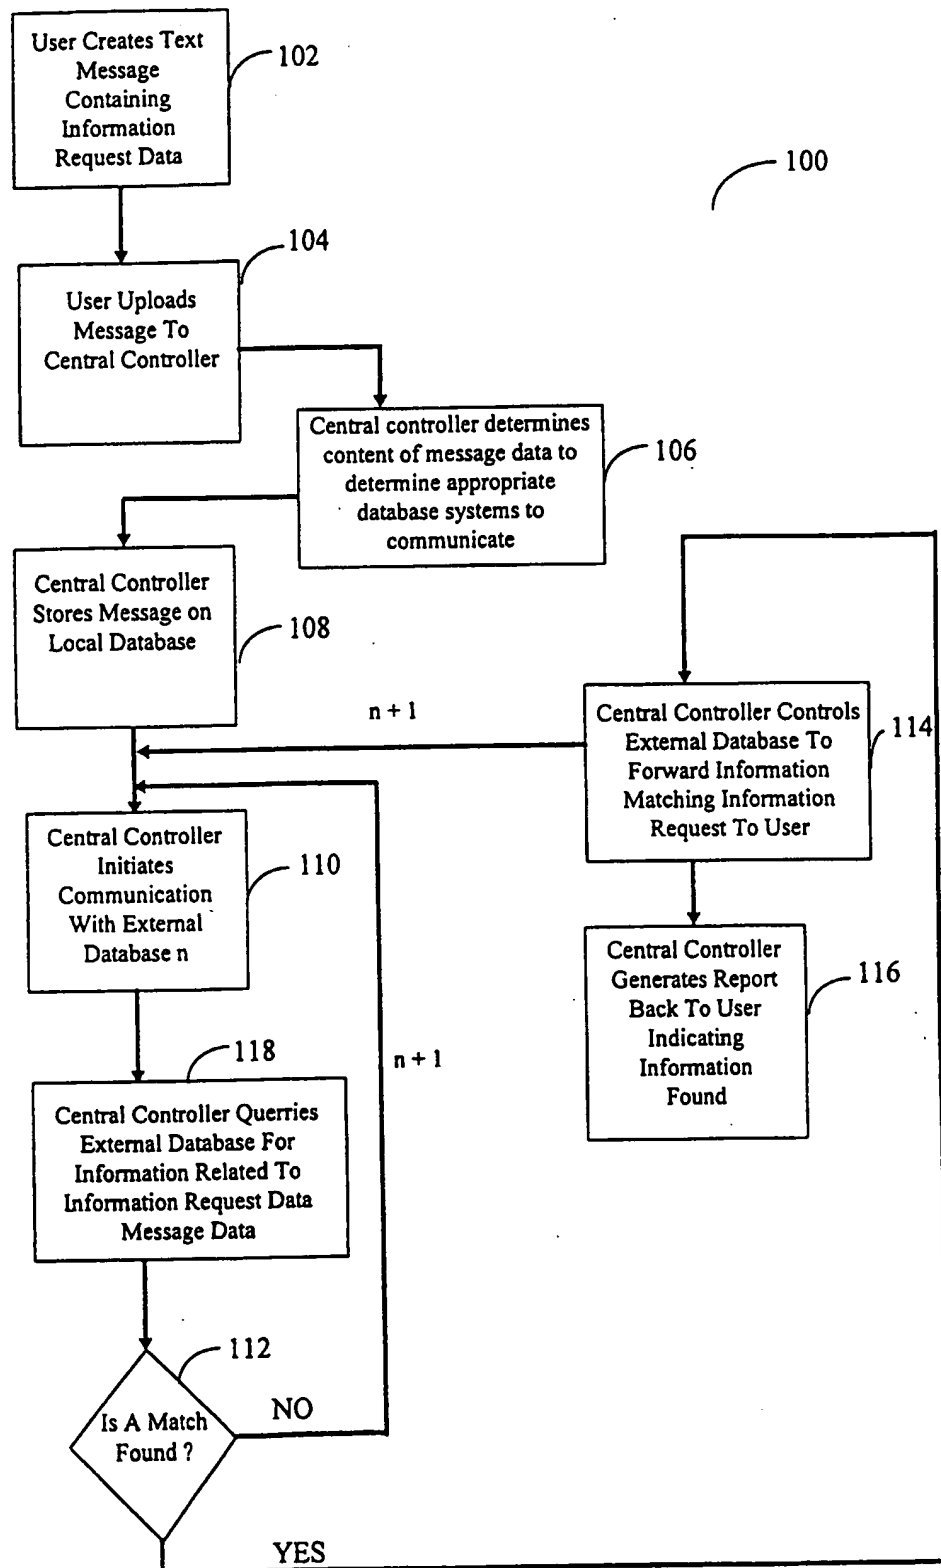 User Creates Text
Message
Containing
Information
Request Data
102
100
104
User Uploads
Message To
Central Controller
Central controller determines
content of message data to
determine appropriate
database systems to
communicate
106
Central Controller
Stores Message on
Local Database
108
n + 1
Central Controller Controls
External Database To
Forward Information
Matching Information
Request To User
114
Central Controller
Initiates
Communication
With External
Database n
110
Central Controller
Generates Report
Back To User
Indicating
Information
Found
116
n + 1
118
Central Controller Querries
External Database For
Information Related To
Information Request Data
Message Data
112
Is A Match
Found ?
NO
YES